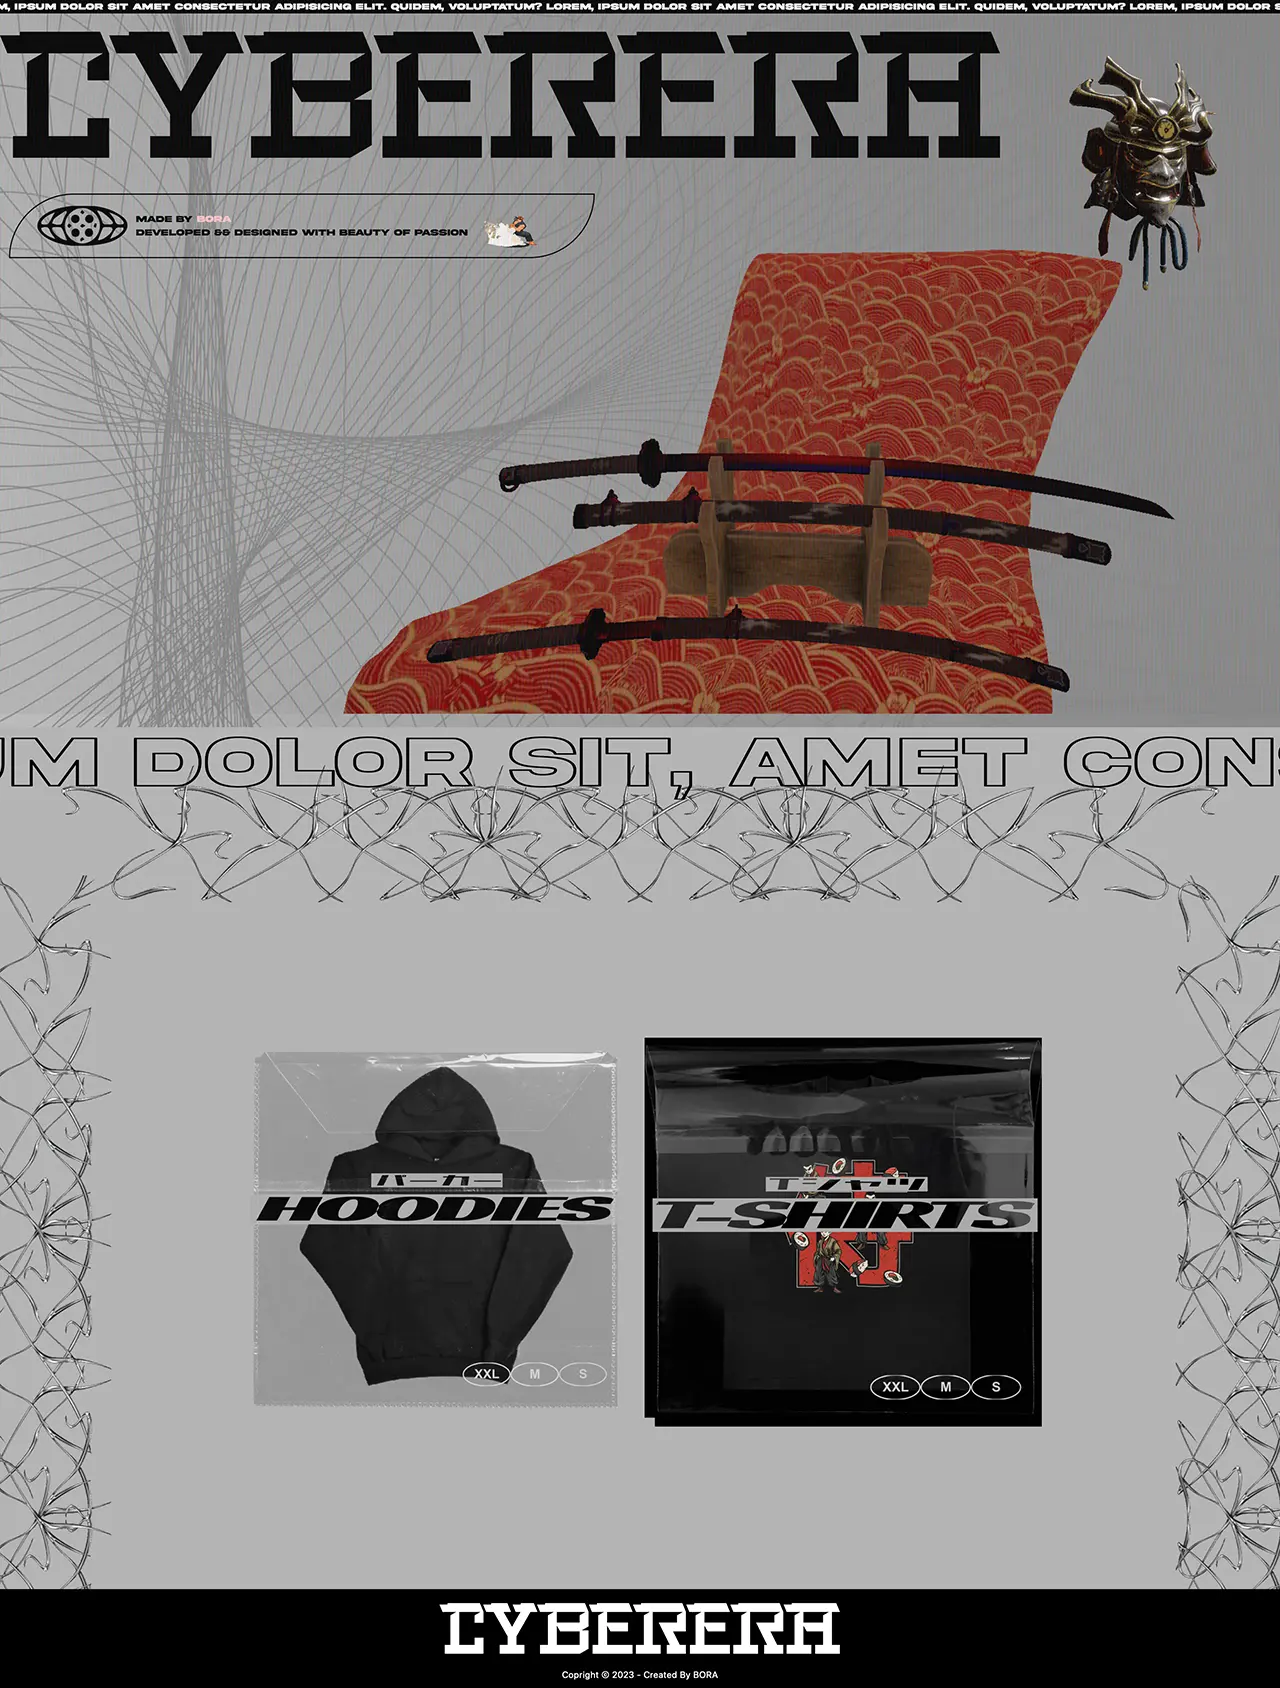 M, IPSUM DOLOR SIT AMET CONSECTETUR ADIPISICING ELIT. QUIDEM, VOLUPTATUM? LOREM, IPSUM DOLOR SIT AMET CONSECTETUR ADIPISICING ELIT. QUIDEM, VOLUPTATUM? LOREM, IPSUM DOLOR S
CYBERERA
MADE BY BORA
DEVELOPED && DESIGNED WITH BEAUTY OF PASSION
UM DOLOR SIT, AMET CONS
パーカー
HOODIES
XXL M S
Tシャツ
T-SHIRTS
XXL M S
CYBERERA
Copright © 2023 - Created By BORA